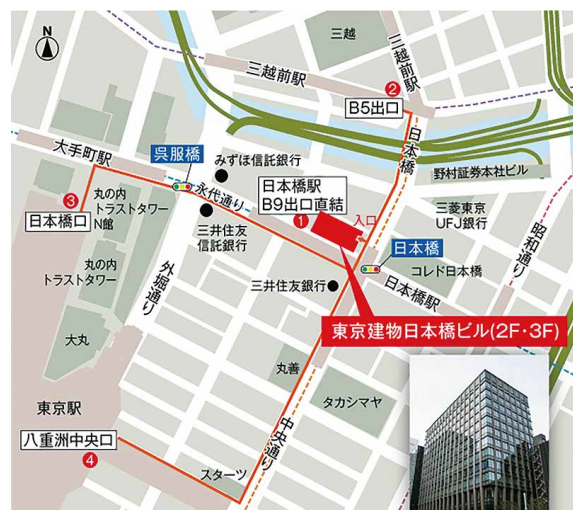 N
三越
三越前駅
三越前駅
2
B5出口
日本橋
大手町駅
呉服橋
みずほ信託銀行
野村証券本社ビル
3
日本橋口
丸の内
トラストタワー
N館
永代通り
日本橋駅
B9出口直結
1
入口
三菱東京
UFJ銀行
昭和通り
三井住友
信託銀行
日本橋
コレド日本橋
丸の内
トラストタワー
外堀通り
三井住友銀行
日本橋駅
東京建物日本橋ビル(2F・3F)
大丸
丸善
タカシマヤ
東京駅
八重洲中央口
4
中央通り
スターツ